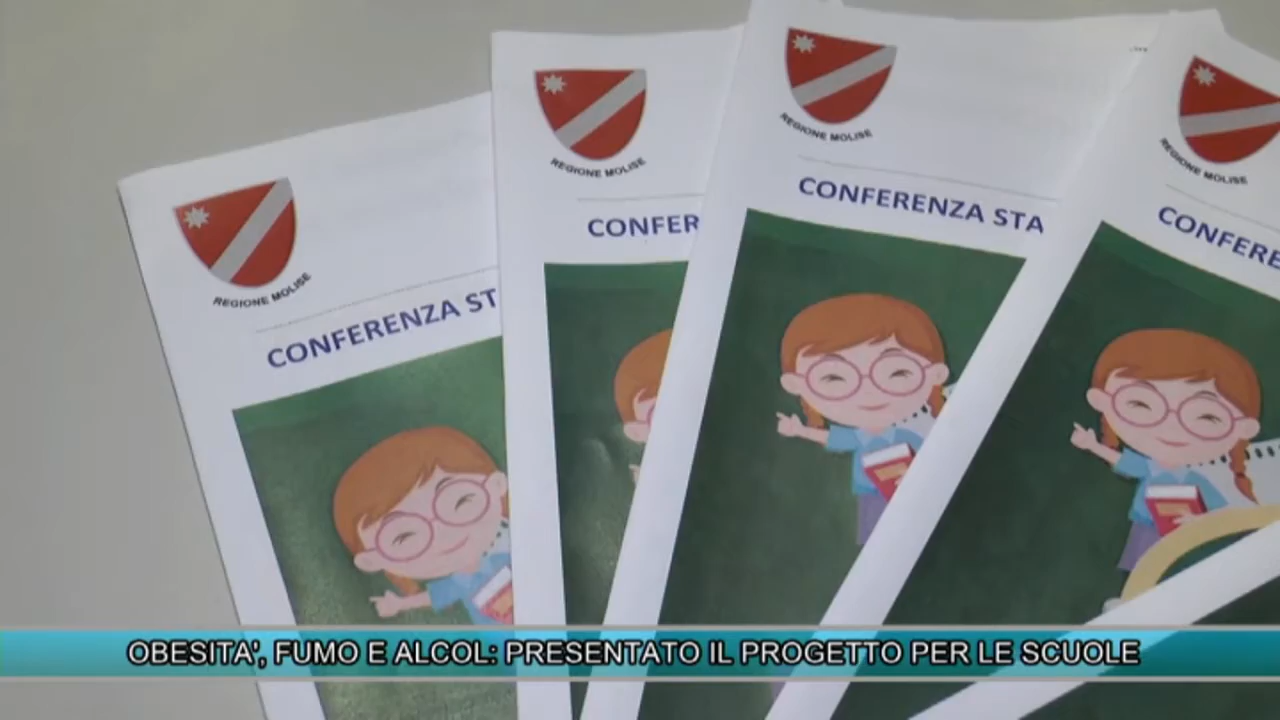 REGIONE MOLISE
CONFERENZA ST
REGIONE MOLISE
CONFER
REGIONE MOLISE
CONFERENZA STA
REGIONE MOLISE
CONFERE
OBESITA', FUMO E ALCOL: PRESENTATO IL PROGETTO PER LE SCUOLE